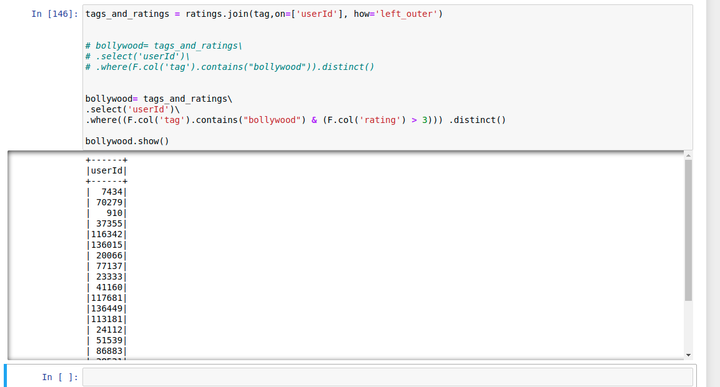 In [146]: tags_and_ratings = ratings.join(tag,on=['userId'], how='left_outer')
# bollywood= tags_and_ratings\
# .select('userId')\
# .where(F.col('tag').contains("bollywood")).distinct()
bollywood= tags_and_ratings\
.select('userId')\
.where((F.col('tag').contains("bollywood") & (F.col('rating') > 3))) .distinct()
bollywood.show()
+------+
|userId|
+------+
|  7434|
| 70279|
|   910|
| 37355|
|116342|
|136015|
| 20066|
| 77137|
| 23333|
| 41160|
|117681|
|136449|
|113181|
| 24112|
| 51539|
| 86883|
In [ ]: